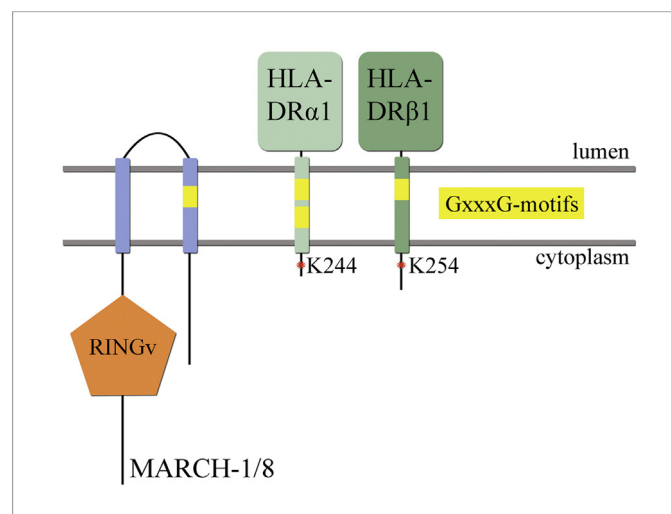 HLA-
DRα1
HLA-
DRβ1
lumen
GxxxG-motifs
cytoplasm
K244
K254
RINGv
MARCH-1/8